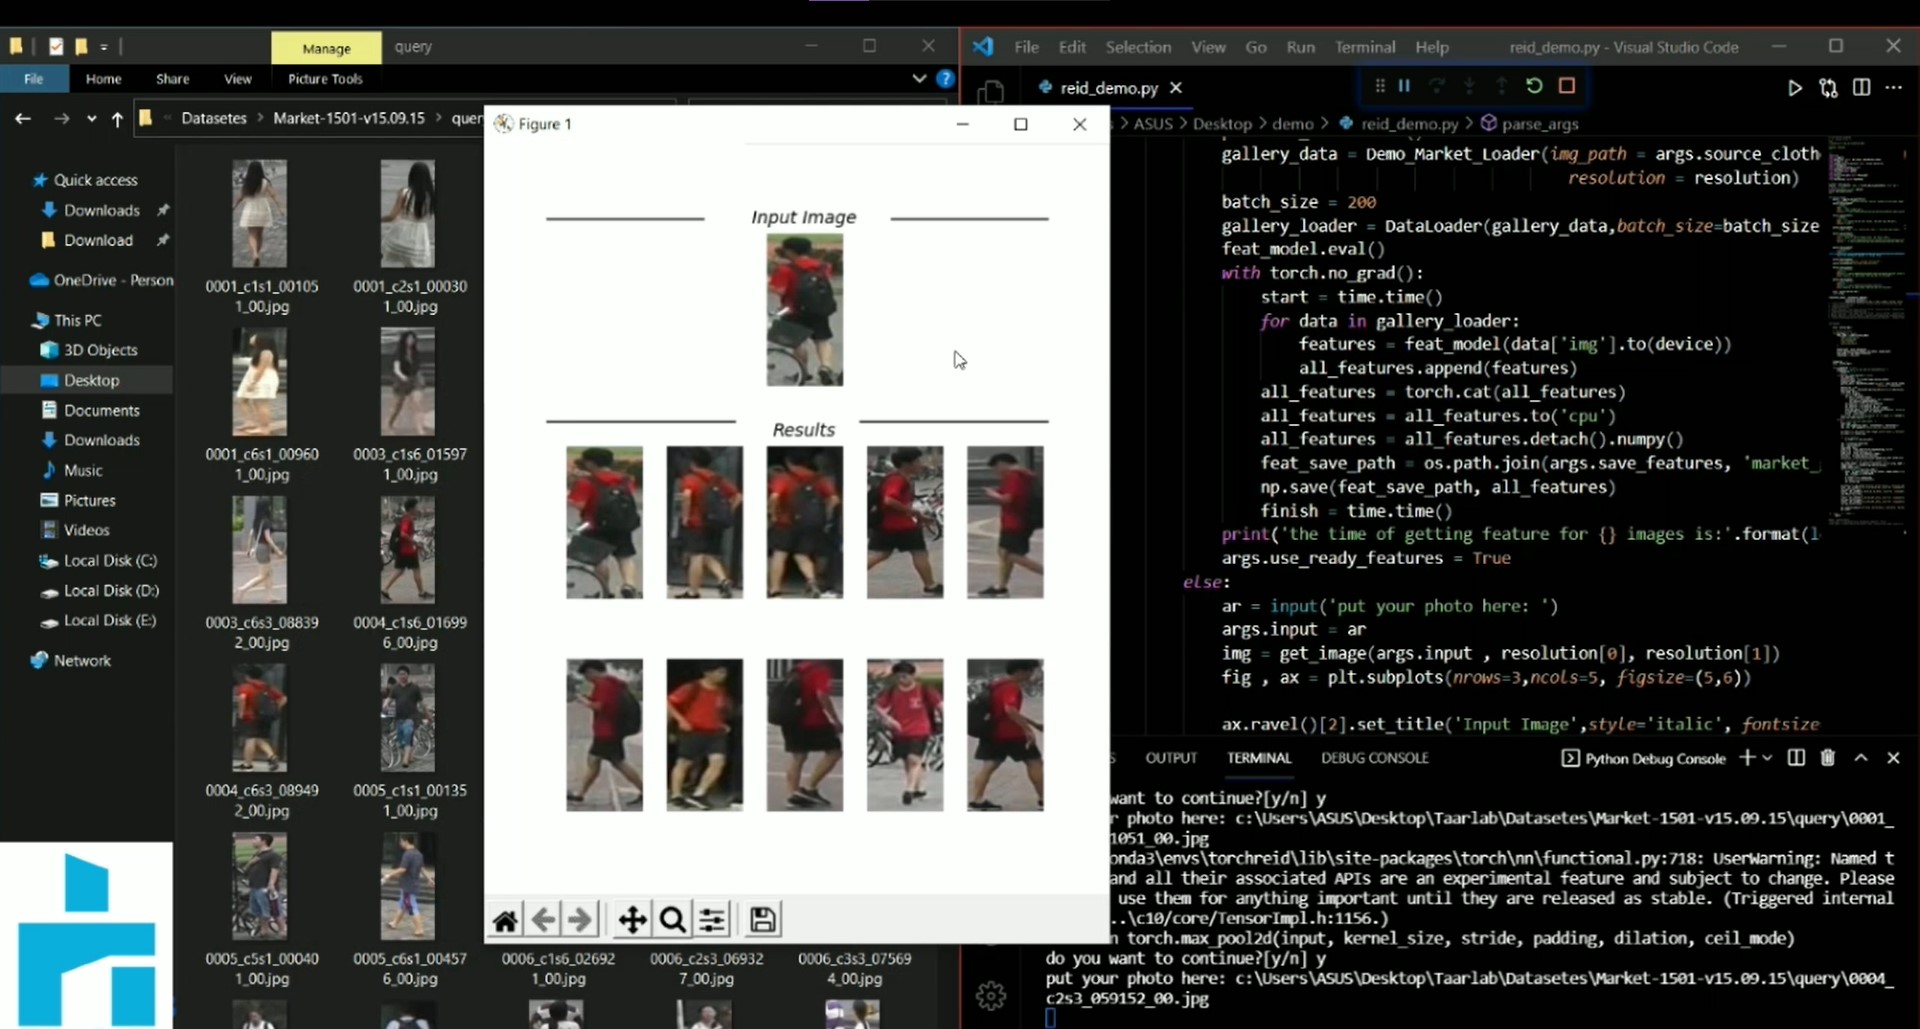 Manage
query
File
Home
Share
View
Picture Tools
Datasetes
Market-1501-v15.09.15
Quick access
Downloads
Download
OneDrive - Person
This PC
3D Objects
Desktop
Documents
Downloads
Music
Pictures
Videos
Local Disk (C:)
Local Disk (D:)
Local Disk (E:)
Network
0001_c1s1_00105
1_00.jpg
0001_c2s1_00030
1_00.jpg
0001_c6s1_00960
1_00.jpg
0003_c1s6_01597
1_00.jpg
0003_c6s3_08839
2_00.jpg
0004_c1s6_01699
6_00.jpg
0004_c6s3_08949
2_00.jpg
0005_c1s1_00135
1_00.jpg
0005_c5s1_00040
1_00.jpg
0005_c6s1_00457
6_00.jpg
0006_c1s6_02692
1_00.jpg
0006_c2s3_06932
7_00.jpg
0006_c3s3_07569
4_00.jpg
Figure 1
Input Image
Results
File Edit Selection View Go Run Terminal Help
reid_demo.py - Visual Studio Code
reid_demo.py
ASUS > Desktop > demo > reid_demo.py > parse_args
gallery_data = Demo_Market_Loader(img_path = args.source_cloth
resolution = resolution)
batch_size = 200
gallery_loader = DataLoader(gallery_data,batch_size=batch_size
feat_model.eval()
with torch.no_grad():
start = time.time()
for data in gallery_loader:
features = feat_model(data['img'].to(device))
all_features.append(features)
all_features = torch.cat(all_features)
all_features = all_features.to('cpu')
all_features = all_features.detach().numpy()
feat_save_path = os.path.join(args.save_features, 'market_
np.save(feat_save_path, all_features)
finish = time.time()
print('the time of getting feature for {} images is:'.format(l
args.use_ready_features = True
else:
ar = input('put your photo here: ')
args.input = ar
img = get_image(args.input , resolution[0], resolution[1])
fig , ax = plt.subplots(nrows=3,ncols=5, figsize=(5,6))
ax.ravel()[2].set_title('Input Image',style='italic', fontsize
OUTPUT
TERMINAL
DEBUG CONSOLE
Python Debug Console
want to continue?[y/n] y
r photo here: c:\Users\ASUS\Desktop\Taarlab\Datasetes\Market-1501-v15.09.15\query\0001_
1051_00.jpg
onda3\envs\torchreid\lib\site-packages\torch\nn\functional.py:718: UserWarning: Named t
and all their associated APIs are an experimental feature and subject to change. Please
use them for anything important until they are released as stable. (Triggered internal
..\c10/core/TensorImpl.h:1156.)
n torch.max_pool2d(input, kernel_size, stride, padding, dilation, ceil_mode)
do you want to continue?[y/n] y
put your photo here: c:\Users\ASUS\Desktop\Taarlab\Datasetes\Market-1501-v15.09.15\query\0004_
c2s3_059152_00.jpg